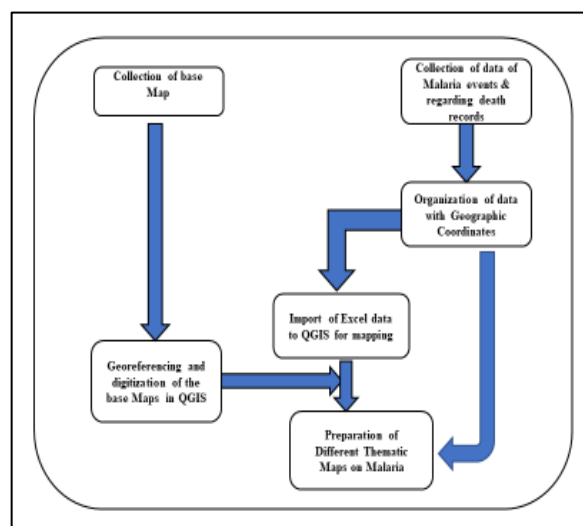 Collection of base
Map
Collection of data of
Malaria events &
regarding death
records
Organization of data
with Geographic
Coordinates
Import of Excel data
to QGIS for mapping
Georeferencing and
digitization of the
base Maps in QGIS
Preparation of
Different Thematic
Maps on Malaria